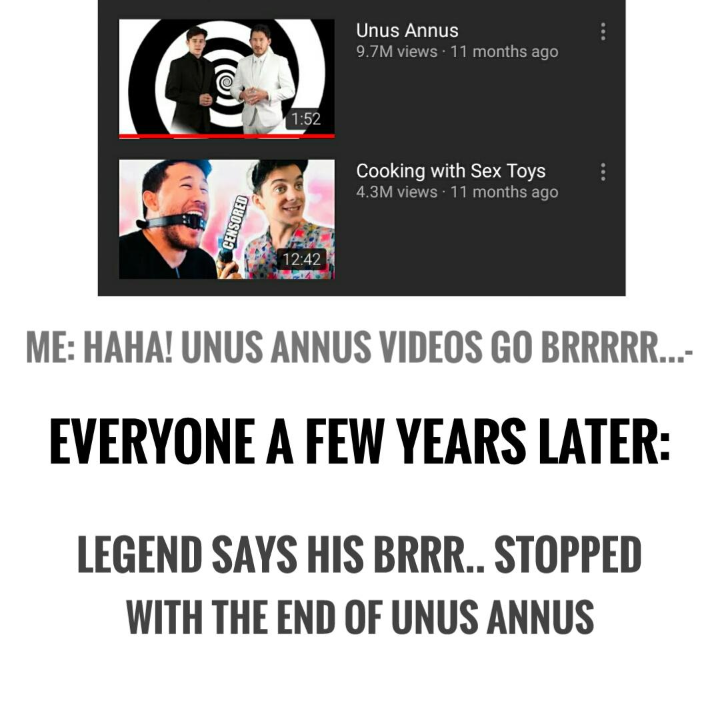 Unus Annus
9.7M views · 11 months ago
1:52
Cooking with Sex Toys
4.3M views · 11 months ago
CENSORED
12:42
ME: HAHA! UNUS ANNUS VIDEOS GO BRRRRR...-
EVERYONE A FEW YEARS LATER:
LEGEND SAYS HIS BRRR.. STOPPED
WITH THE END OF UNUS ANNUS